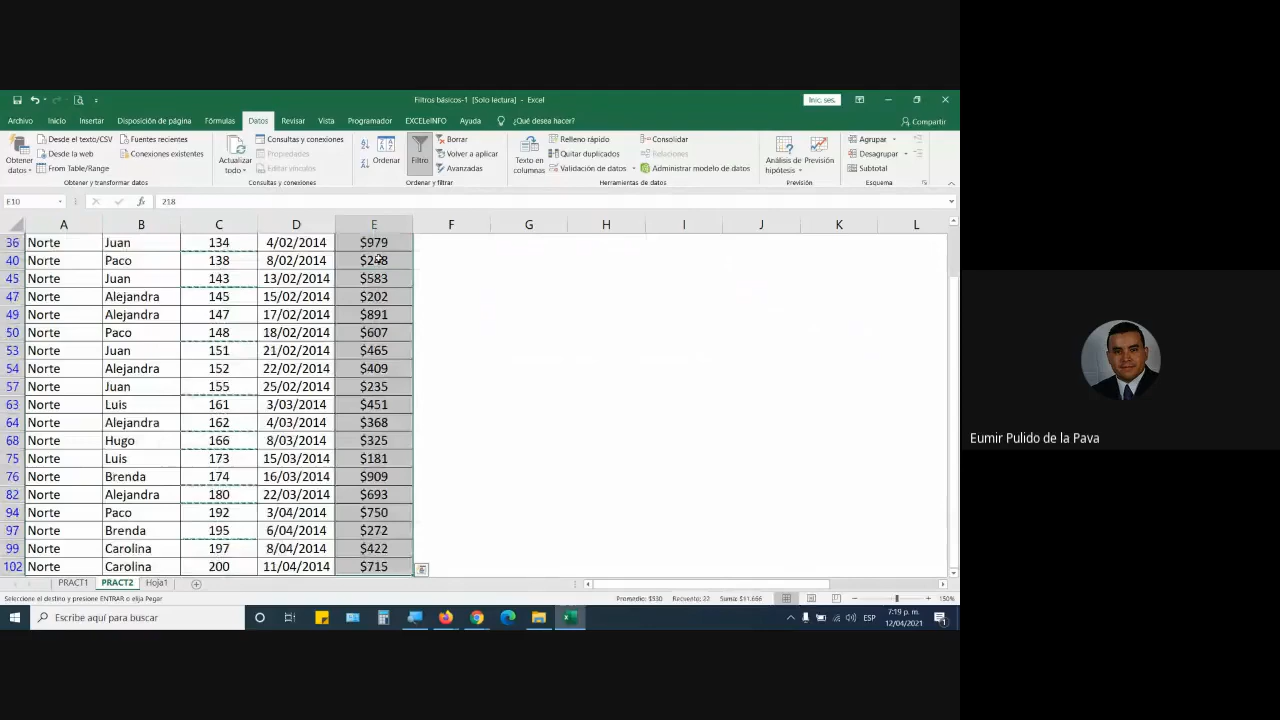 Filtros básicos-1 [Solo lectura] - Excel
Inic. ses.
Archivo Inicio Insertar Disposición de página Fórmulas Datos Revisar Vista Programador EXCELeINFO Ayuda ¿Qué desea hacer? Compartir
Obtener datos
Desde el texto/CSV
Desde la web
From Table/Range
Fuentes recientes
Conexiones existentes
Obtener y transformar datos
Actualizar todo
Consultas y conexiones
Propiedades
Editar vínculos
Consultas y conexiones
Ordenar
Filtro
Borrar
Volver a aplicar
Avanzadas
Ordenar y filtrar
Texto en columnas
Relleno rápido
Quitar duplicados
Validación de datos
Consolidar
Relaciones
Administrar modelo de datos
Herramientas de datos
Análisis de hipótesis
Previsión
Previsión
Agrupar
Desagrupar
Subtotal
Esquema
E10 218
A B C D E F G H I J K L
36 Norte Juan 134 4/02/2014 $979
40 Norte Paco 138 8/02/2014
45 Norte Juan 143 13/02/2014 $583
47 Norte Alejandra 145 15/02/2014 $202
49 Norte Alejandra 147 17/02/2014 $891
50 Norte Paco 148 18/02/2014 $607
53 Norte Juan 151 21/02/2014 $465
54 Norte Alejandra 152 22/02/2014 $409
57 Norte Juan 155 25/02/2014 $235
63 Norte Luis 161 3/03/2014 $451
64 Norte Alejandra 162 4/03/2014 $368
68 Norte Hugo 166 8/03/2014 $325
75 Norte Luis 173 15/03/2014 $181
76 Norte Brenda 174 16/03/2014 $909
82 Norte Alejandra 180 22/03/2014 $693
94 Norte Paco 192 3/04/2014 $750
97 Norte Brenda 195 6/04/2014 $272
99 Norte Carolina 197 8/04/2014 $422
102 Norte Carolina 200 11/04/2014 $715
PRACT1 PRACT2 Hoja1
Seleccione el destino y presione ENTRAR o elija Pegar Promedio: $530 Recuento: 22 Suma: $11.656 150%
Escribe aquí para buscar
ESP
7:19 p. m.
12/04/2021
Eumir Pulido de la Pava